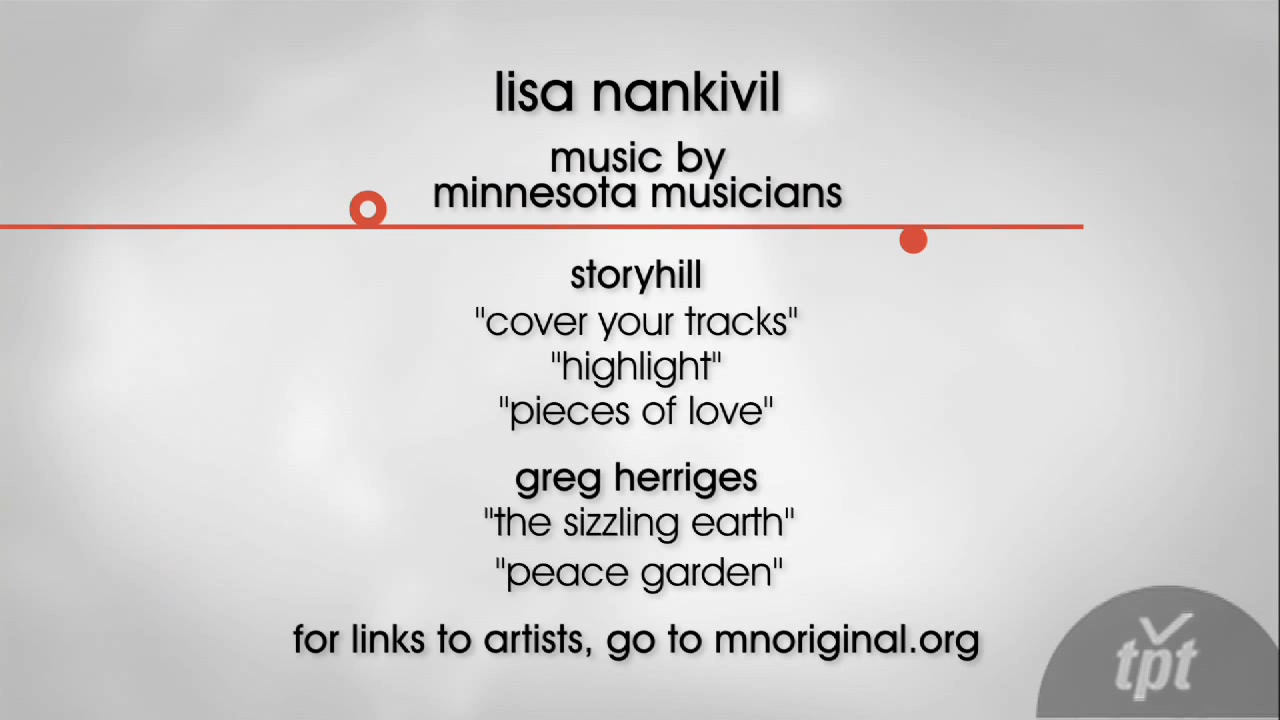 lisa nankivil
music by
minnesota musicians
storyhill
"cover your tracks"
"highlight"
"pieces of love"
greg herriges
"the sizzling earth"
"peace garden"
for links to artists, go to mnoriginal.org
tpt